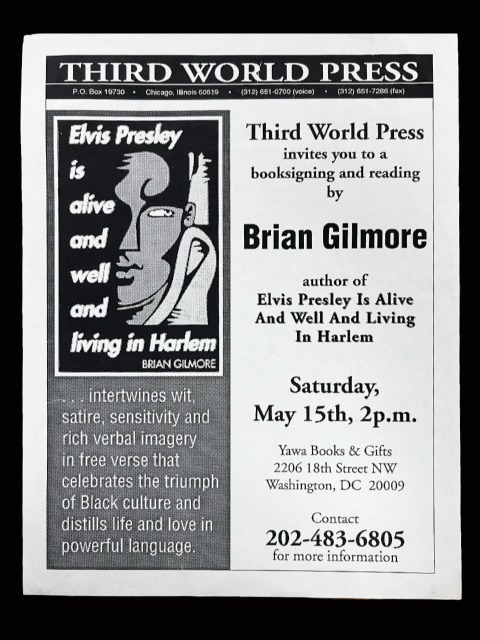 THIRD WORLD PRESS
P.O. Box 19730 • Chicago, Illinois 60619 • (312) 651-0700 (voice) • (312) 651-7286 (fax)
Elvis Presley
is
alive
and
well
and
living in Harlem
BRIAN GILMORE
. . . intertwines wit,
satire, sensitivity and
rich verbal imagery
in free verse that
celebrates the triumph
of Black culture and
distills life and love in
powerful language.
Third World Press
invites you to a
booksigning and reading
by
Brian Gilmore
author of
Elvis Presley Is Alive
And Well And Living
In Harlem
Saturday,
May 15th, 2p.m.
Yawa Books & Gifts
2206 18th Street NW
Washington, DC 20009
Contact
202-483-6805
for more information